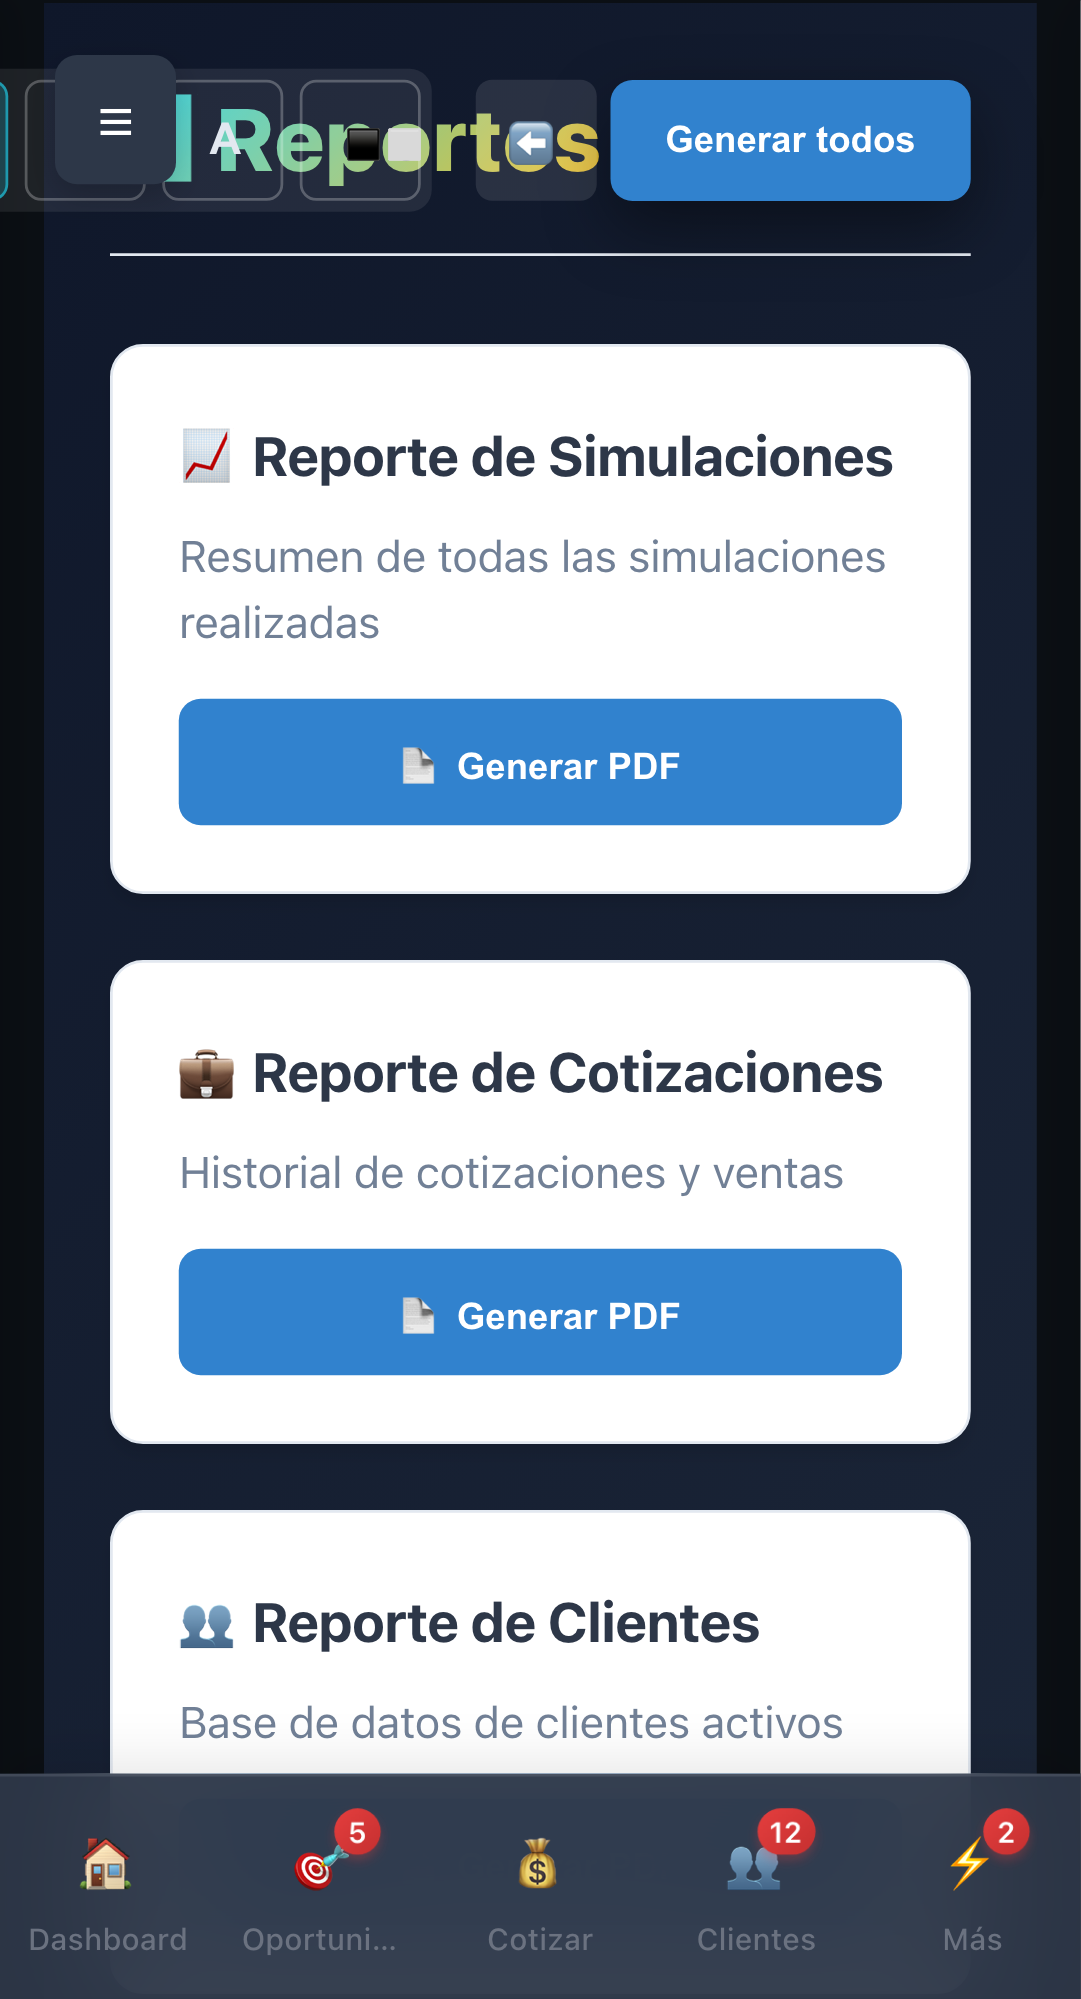 A
Reportes
Generar todos
Reporte de Simulaciones
Resumen de todas las simulaciones
realizadas
Generar PDF
Reporte de Cotizaciones
Historial de cotizaciones y ventas
Generar PDF
Reporte de Clientes
Base de datos de clientes activos
5
12
2
Dashboard
Oportuni...
Cotizar
Clientes
Más